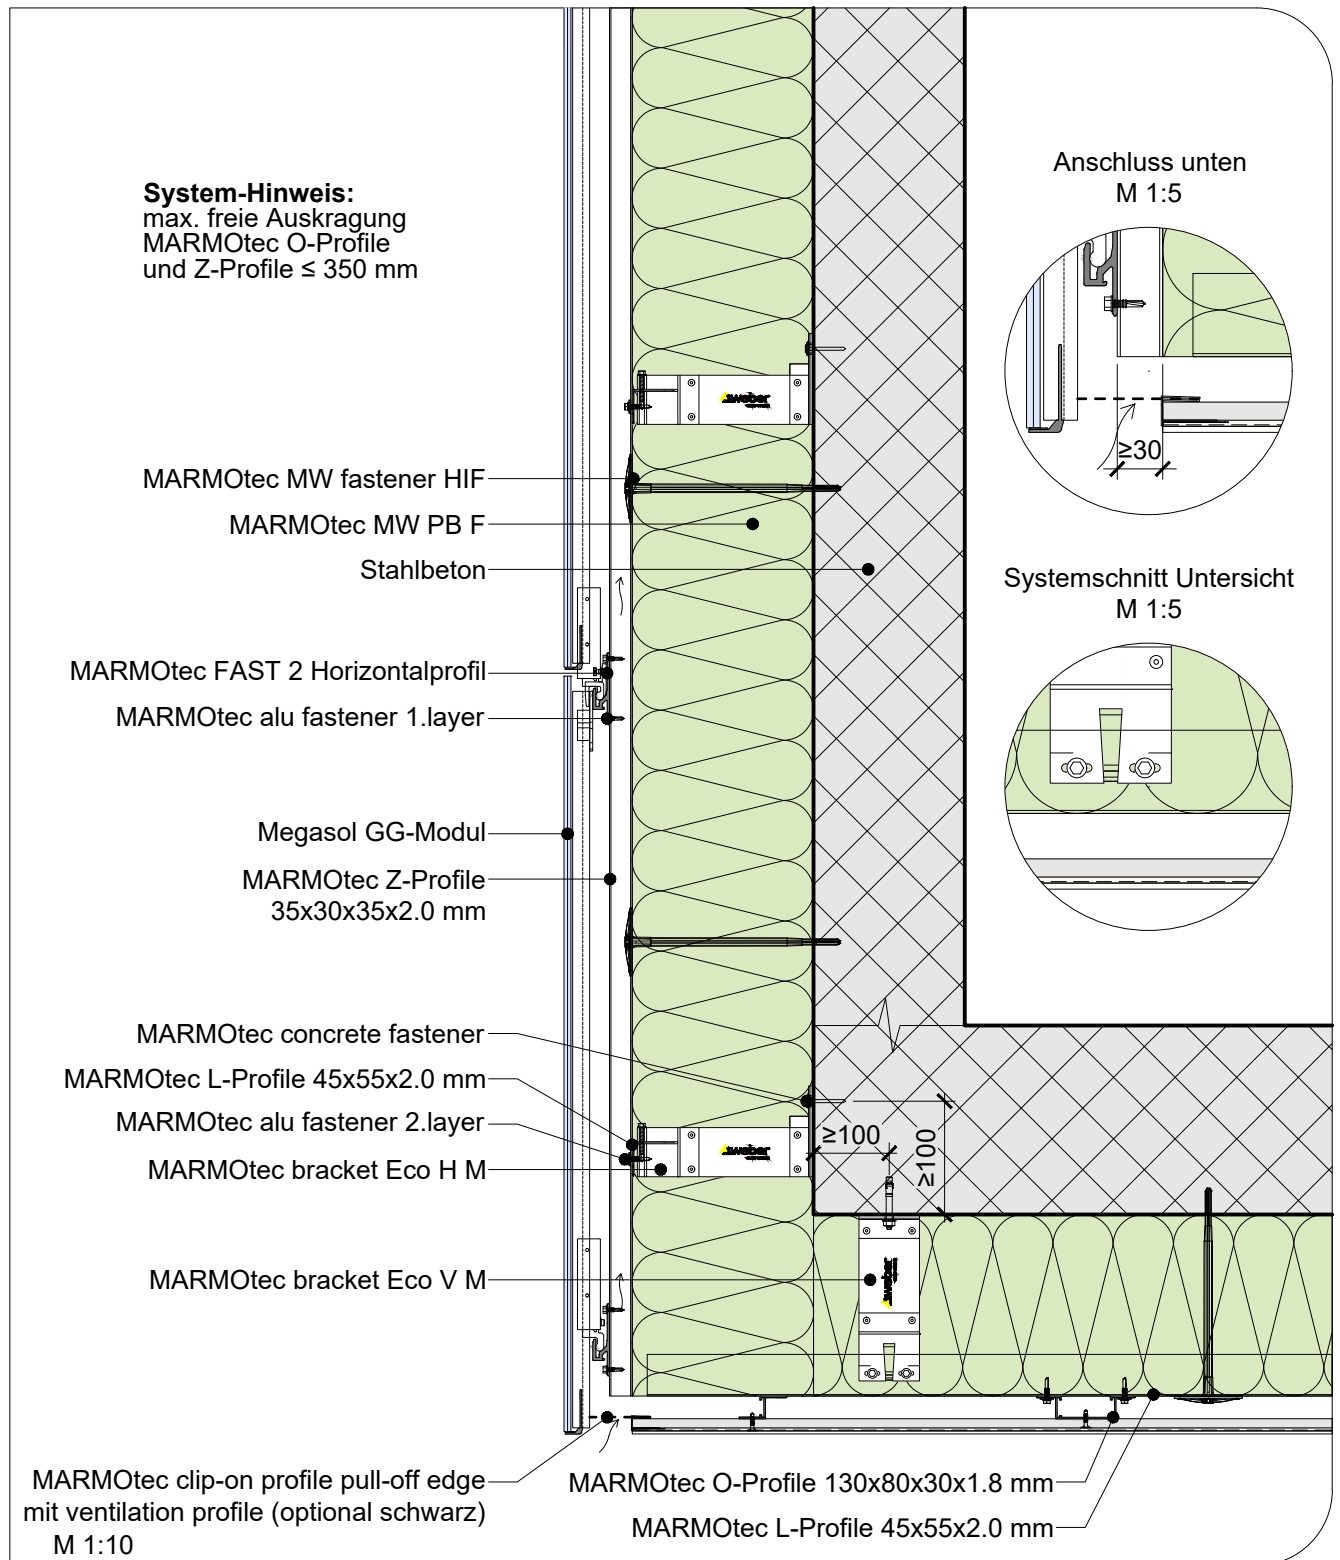 System-Hinweis:
max. freie Auskragung
MARMOtec O-Profile
und Z-Profile ≤ 350 mm
Anschluss unten
M 1:5
≥30
weber
MARMOtec MW fastener HIF
MARMOtec MW PB F
Stahlbeton
Systemschnitt Untersicht
M 1:5
MARMOtec FAST 2 Horizontalprofil
MARMOtec alu fastener 1.layer
Megasol GG-Modul
MARMOtec Z-Profile
35x30x35x2.0 mm
MARMOtec concrete fastener
MARMOtec L-Profile 45x55x2.0 mm
MARMOtec alu fastener 2.layer
MARMOtec bracket Eco H M
weber
≥100
≥100
MARMOtec bracket Eco V M
weber
MARMOtec clip-on profile pull-off edge
mit ventilation profile (optional schwarz)
M 1:10
MARMOtec O-Profile 130x80x30x1.8 mm
MARMOtec L-Profile 45x55x2.0 mm